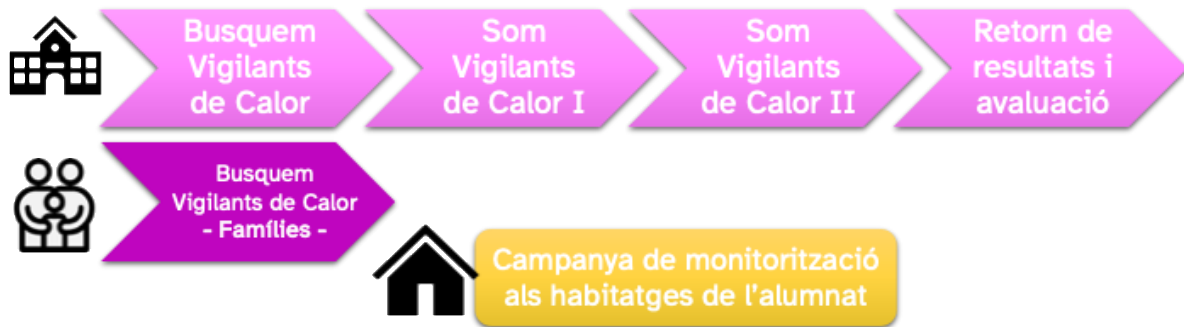 Busquem
Vigilants
de Calor
Som
Vigilants
de Calor I
Som
Vigilants
de Calor II
Retorn de
resultats i
avaluació
Busquem
Vigilants de Calor
- Famílies -
Campanya de monitorització
als habitatges de l’alumnat